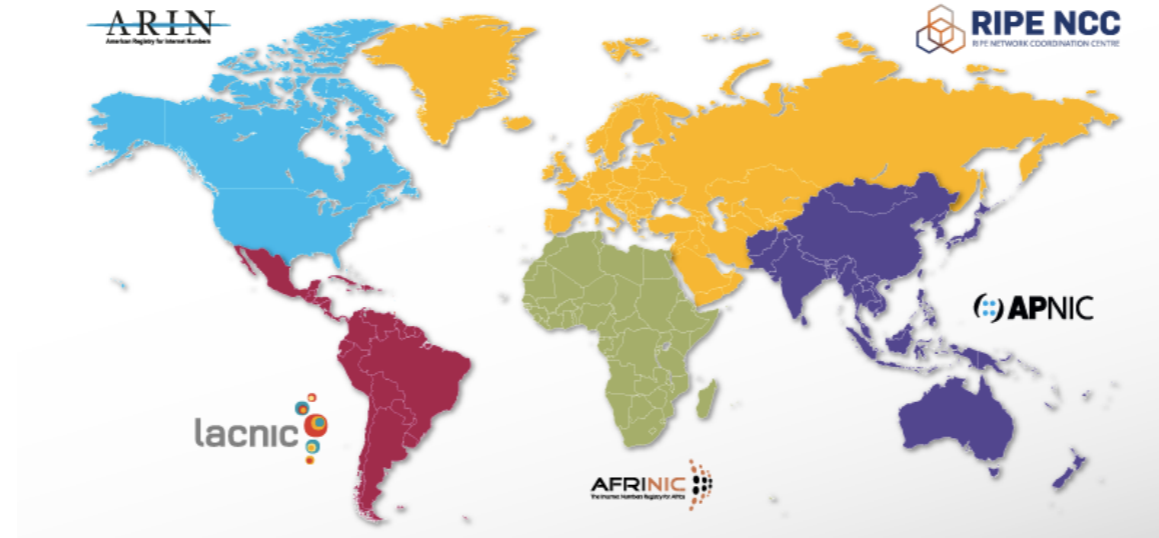 ARIN
American Registry for Internet Numbers
RIPE NCC
RIPE NETWORK COORDINATION CENTRE
APNIC
lacnic
AFRINIC
The Internet Numbers Registry for Africa